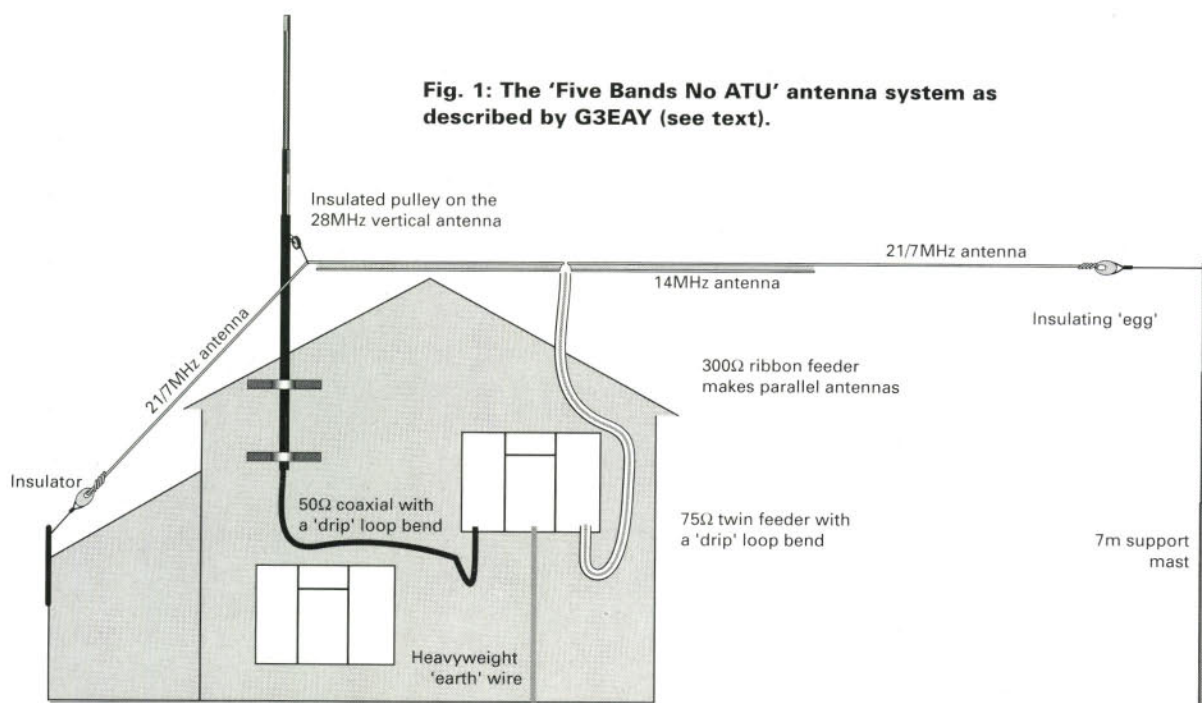 Fig. 1: The 'Five Bands No ATU' antenna system as
described by G3EAY (see text).
Insulated pulley on the
28MHz vertical antenna
21/7MHz antenna
14MHz antenna
Insulating 'egg'
21/7MHz antenna
300Ω ribbon feeder
makes parallel antennas
Insulator
50Ω coaxial with
a 'drip' loop bend
75Ω twin feeder with
a 'drip' loop bend
7m support
mast
Heavyweight
'earth' wire